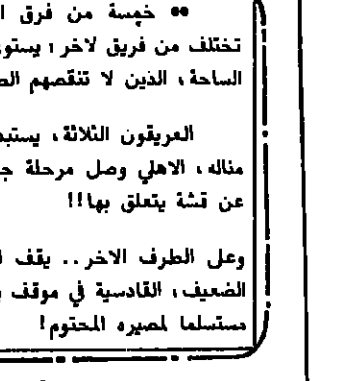 •• خمسة من فرق ا
تختلف من فريق لاخر، يستوي
الساحة، الذين لا تنقصهم الص
العريقون الثلاثة، يستبد
مناله، الاهلي وصل مرحلة ج
عن قشة يتعلق بها!!
وعلى الطرف الاخر.. يقف ا
الضعيف، القادسية في موقف
مستسلما لمصيره المحتوم!